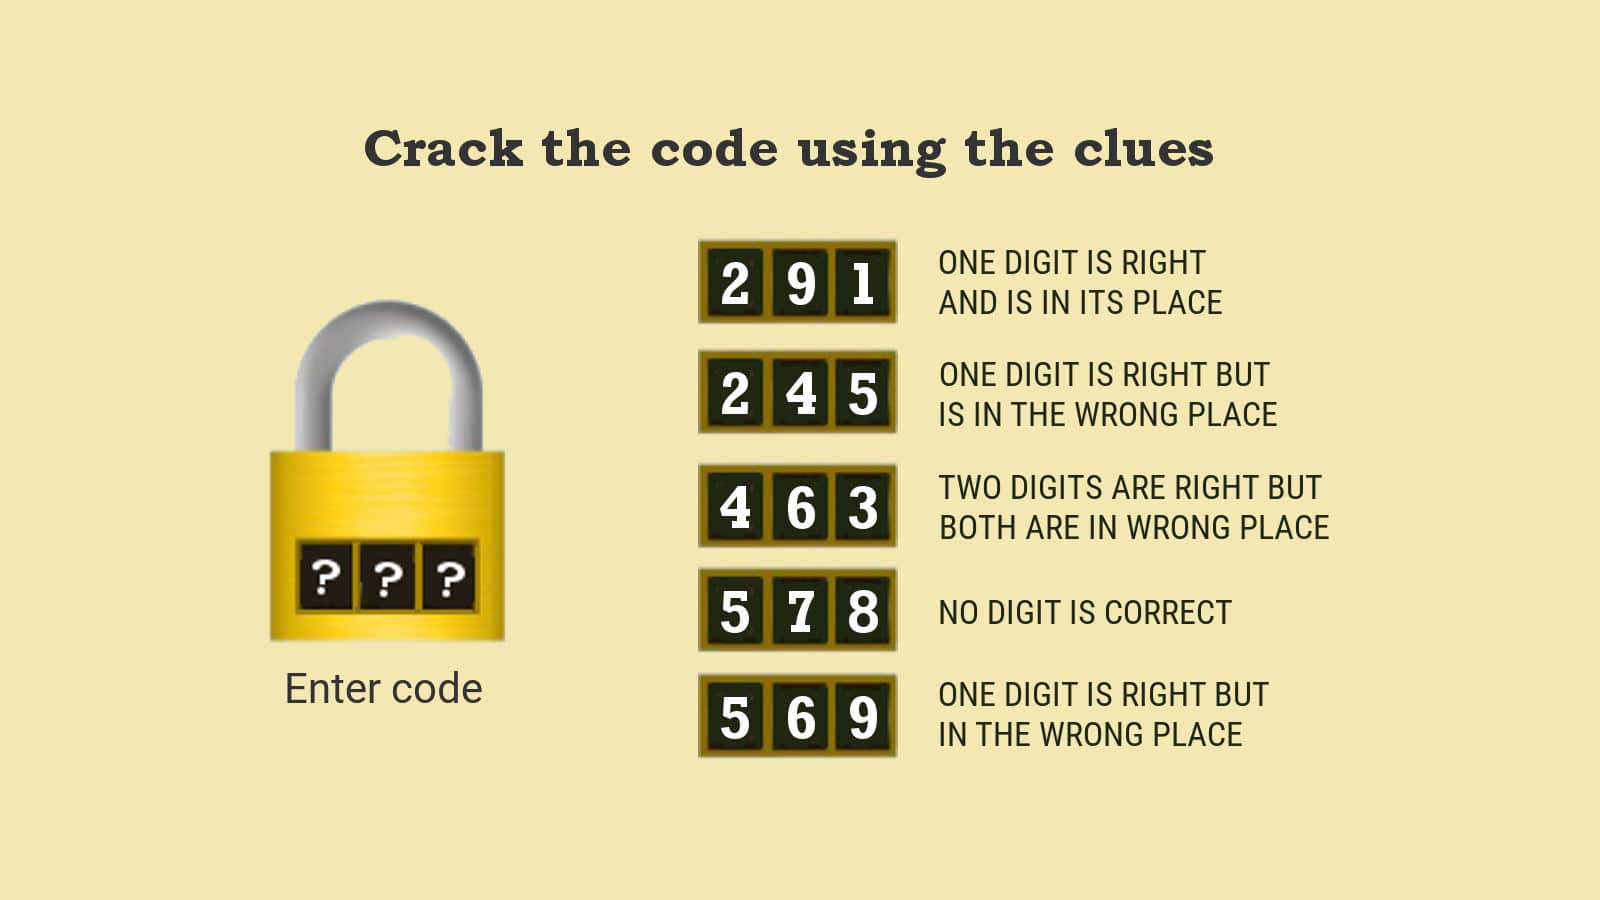 Crack the code using the clues
2 9 1
ONE DIGIT IS RIGHT
AND IS IN ITS PLACE
2 4 5
ONE DIGIT IS RIGHT BUT
IS IN THE WRONG PLACE
4 6 3
TWO DIGITS ARE RIGHT BUT
BOTH ARE IN WRONG PLACE
5 7 8
NO DIGIT IS CORRECT
5 6 9
ONE DIGIT IS RIGHT BUT
IN THE WRONG PLACE
? ? ?
Enter code